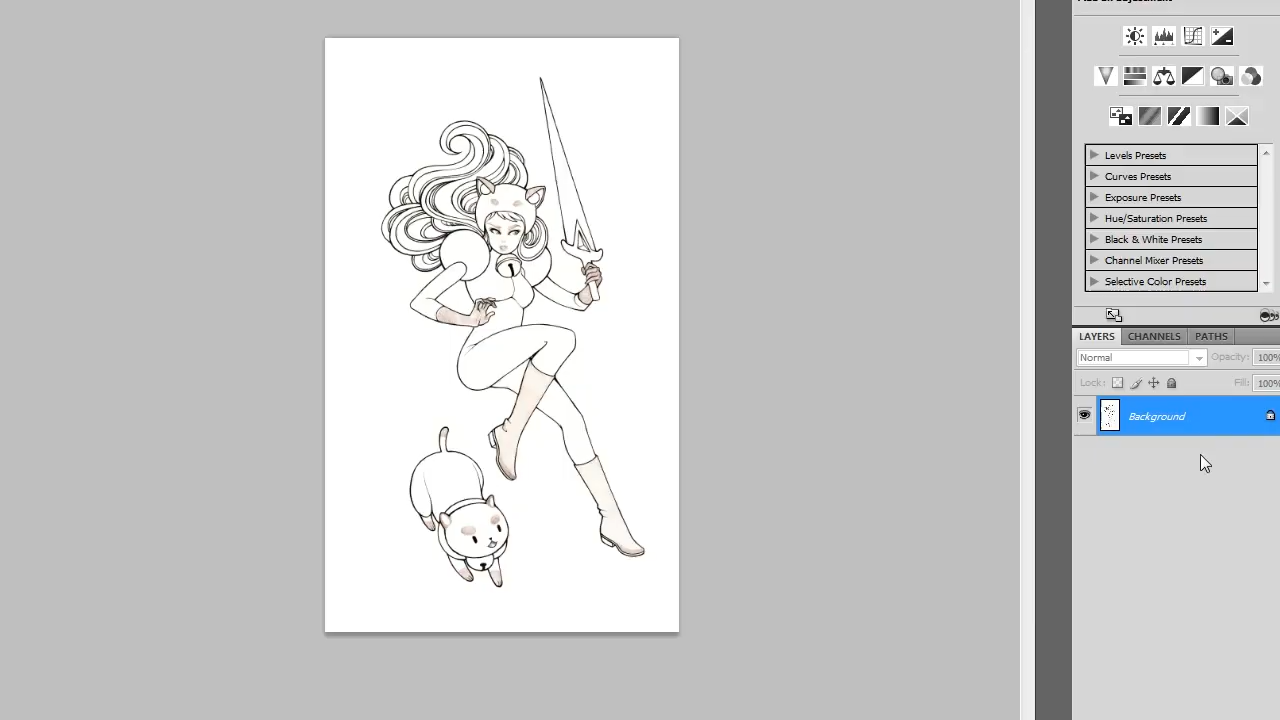 Levels Presets
Curves Presets
Exposure Presets
Hue/Saturation Presets
Black & White Presets
Channel Mixer Presets
Selective Color Presets
LAYERS CHANNELS PATHS
Normal Opacity: 100%
Lock: Fill: 100%
Background